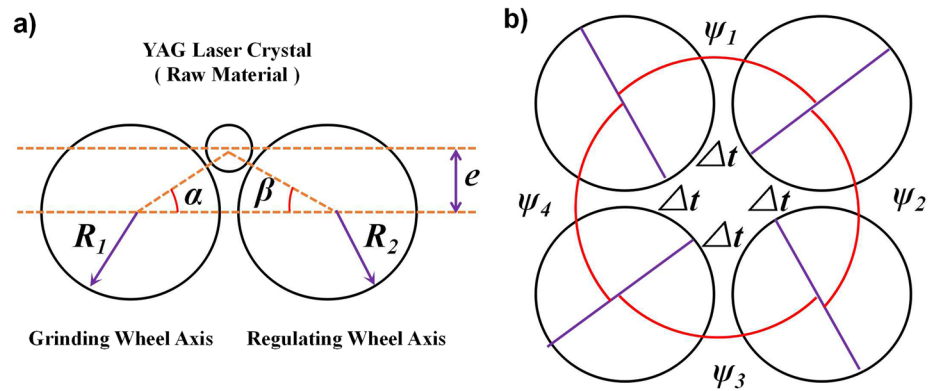 a)
YAG Laser Crystal
( Raw Material )
α
β
e
R1
R2
Grinding Wheel Axis
Regulating Wheel Axis
b)
ψ1
Δt
ψ4
Δt
Δt
ψ2
Δt
ψ3